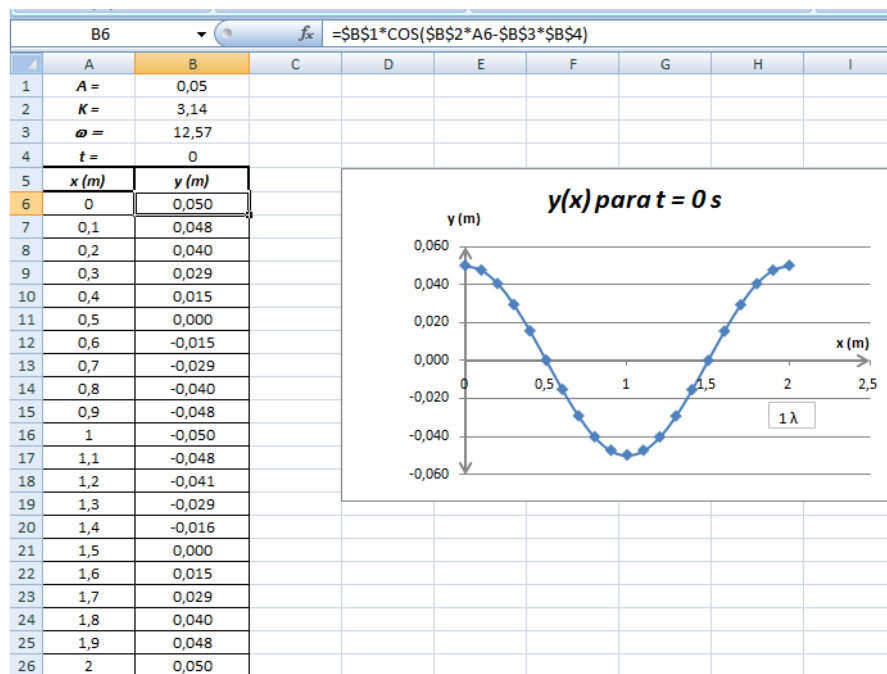 B6 fx =$B$1*COS($B$2*A6-$B$3*$B$4)
A B C D E F G H I
1 A = 0,05
2 K = 3,14
3 ϖ = 12,57
4 t = 0
5 x (m) y (m)
6 0 0,050
7 0,1 0,048
8 0,2 0,040
9 0,3 0,029
10 0,4 0,015
11 0,5 0,000
12 0,6 -0,015
13 0,7 -0,029
14 0,8 -0,040
15 0,9 -0,048
16 1 -0,050
17 1,1 -0,048
18 1,2 -0,041
19 1,3 -0,029
20 1,4 -0,016
21 1,5 0,000
22 1,6 0,015
23 1,7 0,029
24 1,8 0,040
25 1,9 0,048
26 2 0,050
y(x) para t = 0 s
y (m)
0,060
0,040
0,020
0,000
-0,020
-0,040
-0,060
x (m)
0 0,5 1 1,5 2 2,5
1 λ